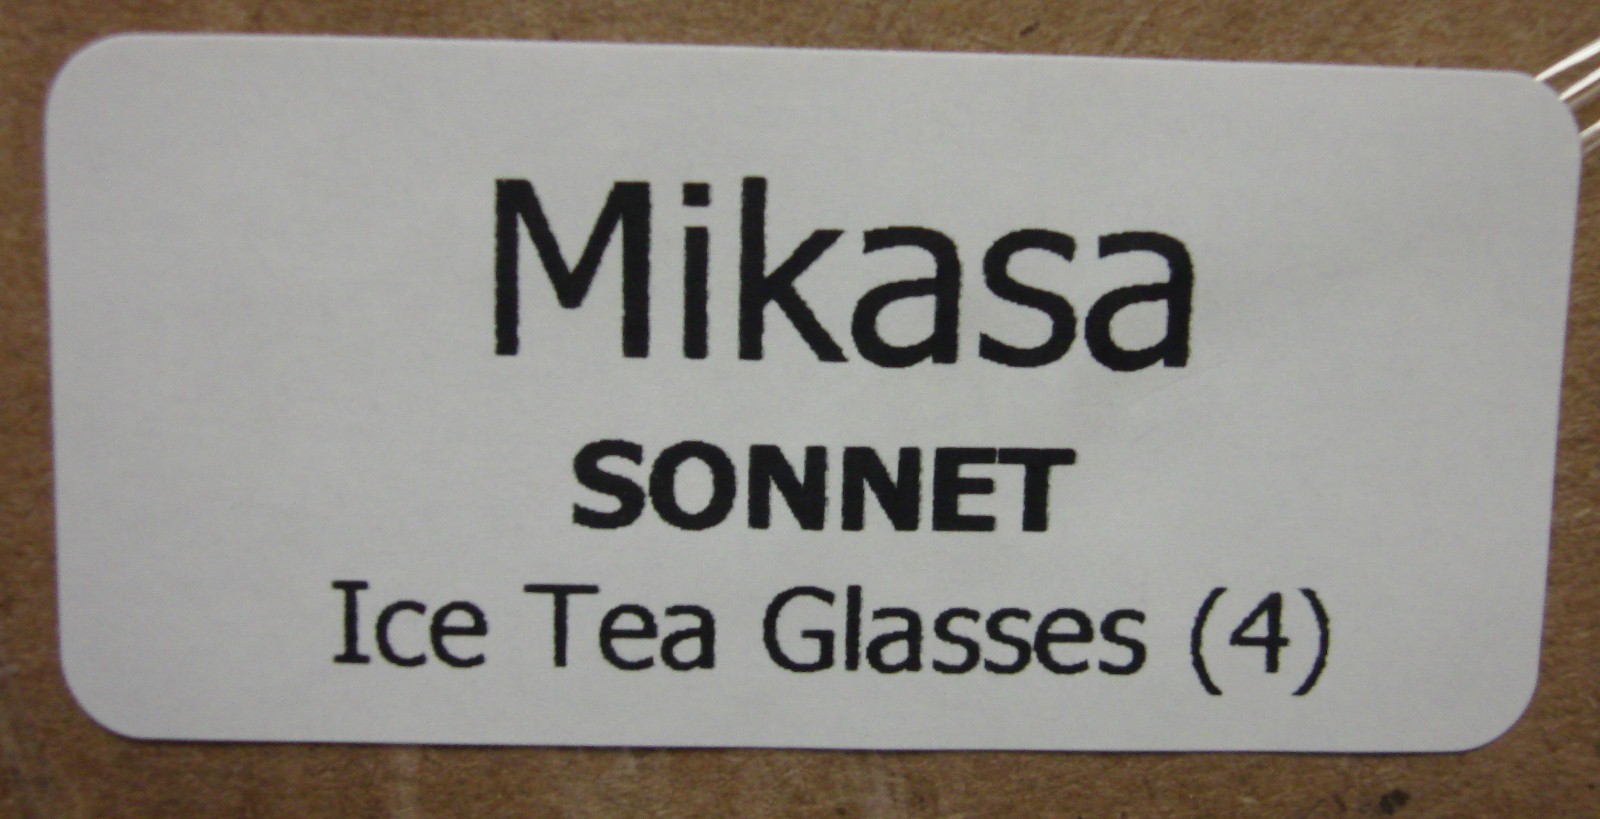 Mikasa
SONNET
Ice Tea Glasses (4)